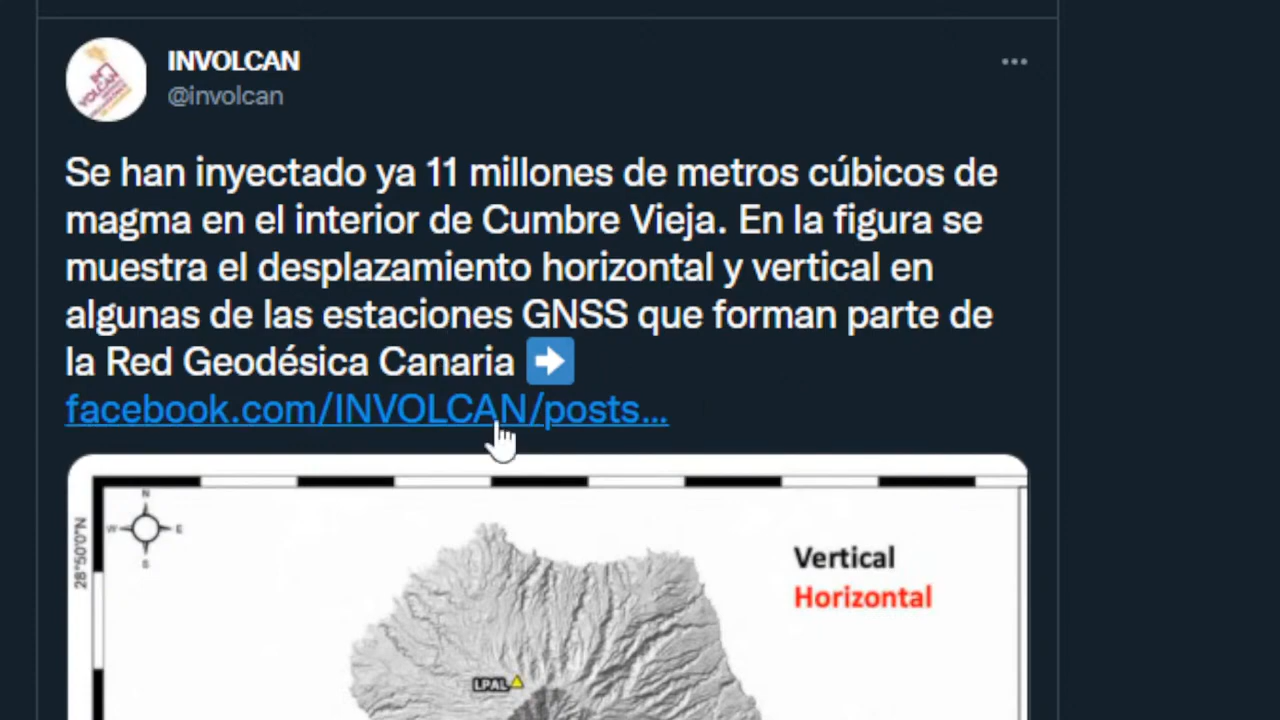 INVOLCAN
@involcan
Se han inyectado ya 11 millones de metros cúbicos de
magma en el interior de Cumbre Vieja. En la figura se
muestra el desplazamiento horizontal y vertical en
algunas de las estaciones GNSS que forman parte de
la Red Geodésica Canaria ➡
facebook.com/INVOLCAN/posts...
N
W E
S
28°50'0"N
Vertical
Horizontal
LPAL